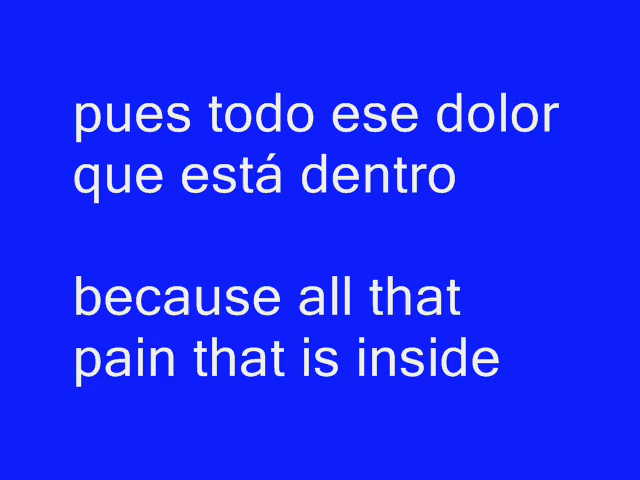 pues todo ese dolor
que está dentro
because all that
pain that is inside